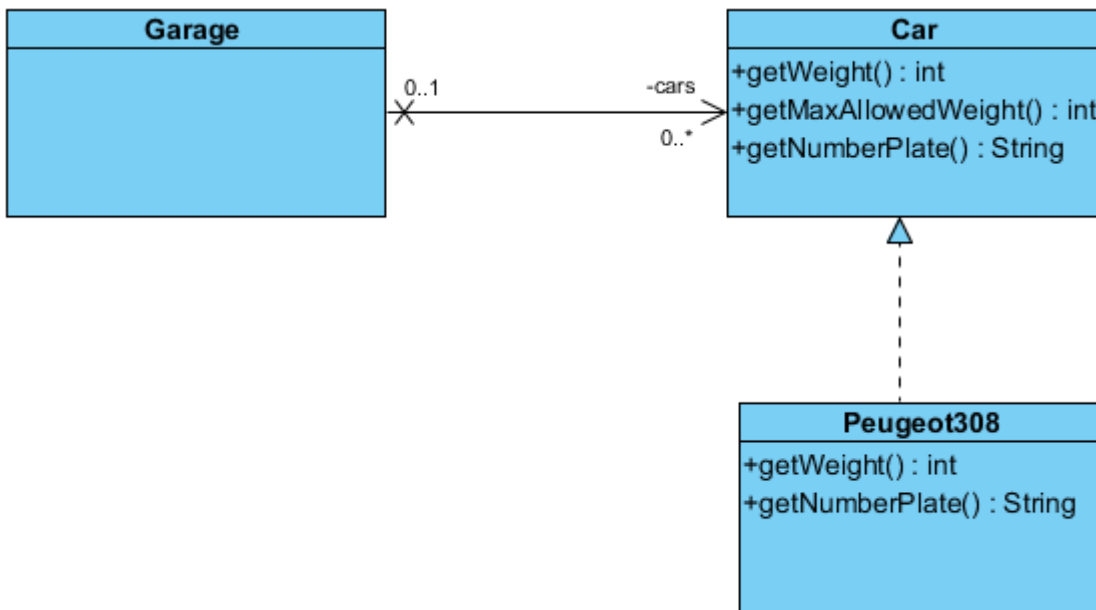 Garage
Car
+getWeight() : int
+getMaxAllowedWeight() : int
+getNumberPlate() : String
0..1
-cars
0..*
Peugeot308
+getWeight() : int
+getNumberPlate() : String